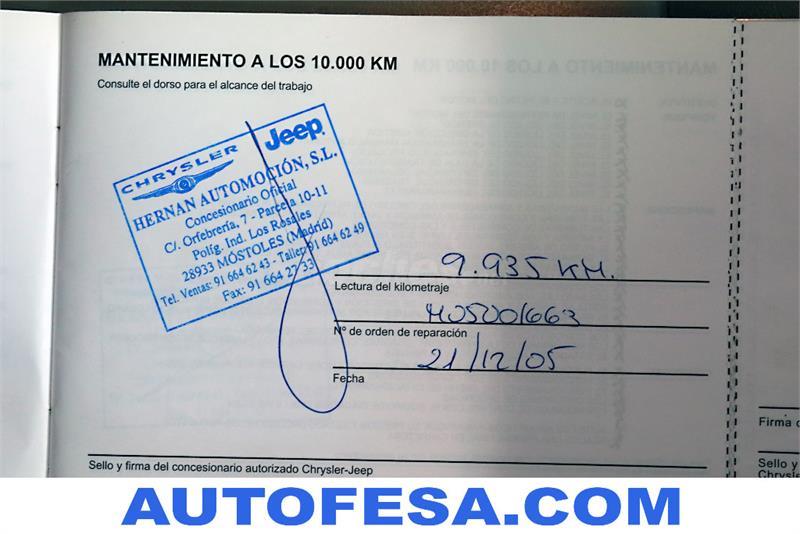 MANTENIMIENTO A LOS 10.000 KM
Consulte el dorso para el alcance del trabajo
CHRYSLER Jeep
HERNAN AUTOMOCIÓN, S.L.
Concesionario Oficial
C/. Orfebrería, 7 - Parcela 10-11
Políg. Ind. Los Rosales
28933 MÓSTOLES (Madrid)
Tel. Ventas: 91 664 62 43 - Taller: 91 664 62 49
Fax: 91 664 27 33
9.935 KM.
Lectura del kilometraje
Nº de orden de reparación
21/12/05
Fecha
Sello y firma del concesionario autorizado Chrysler-Jeep
Firma
Sello y
Chrysler
AUTOFESA.COM